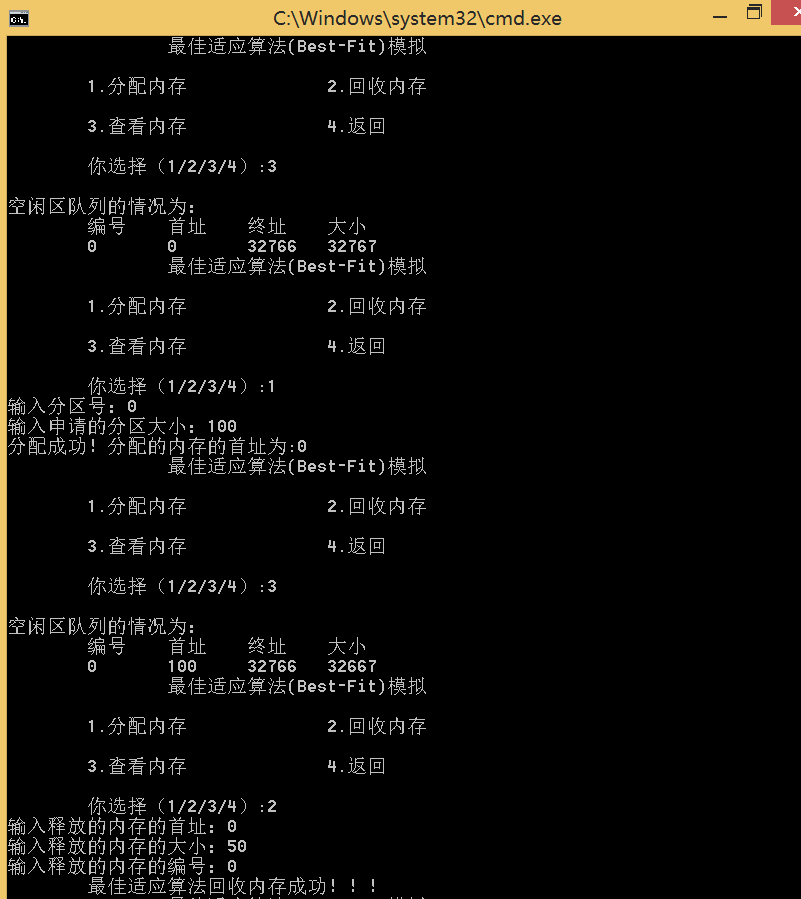 C:\Windows\system32\cmd.exe
最佳适应算法(Best-Fit)模拟
1.分配内存 2.回收内存
3.查看内存 4.返回
你选择（1/2/3/4）:3
空闲区队列的情况为:
编号 首址 终址 大小
0 0 32766 32767
最佳适应算法(Best-Fit)模拟
1.分配内存 2.回收内存
3.查看内存 4.返回
你选择（1/2/3/4）:1
输入分区号：0
输入申请的分区大小：100
分配成功！分配的内存的首址为:0
最佳适应算法(Best-Fit)模拟
1.分配内存 2.回收内存
3.查看内存 4.返回
你选择（1/2/3/4）:3
空闲区队列的情况为:
编号 首址 终址 大小
0 100 32766 32667
最佳适应算法(Best-Fit)模拟
1.分配内存 2.回收内存
3.查看内存 4.返回
你选择（1/2/3/4）:2
输入释放的内存的首址：0
输入释放的内存的大小：50
输入释放的内存的编号：0
最佳适应算法回收内存成功！！！